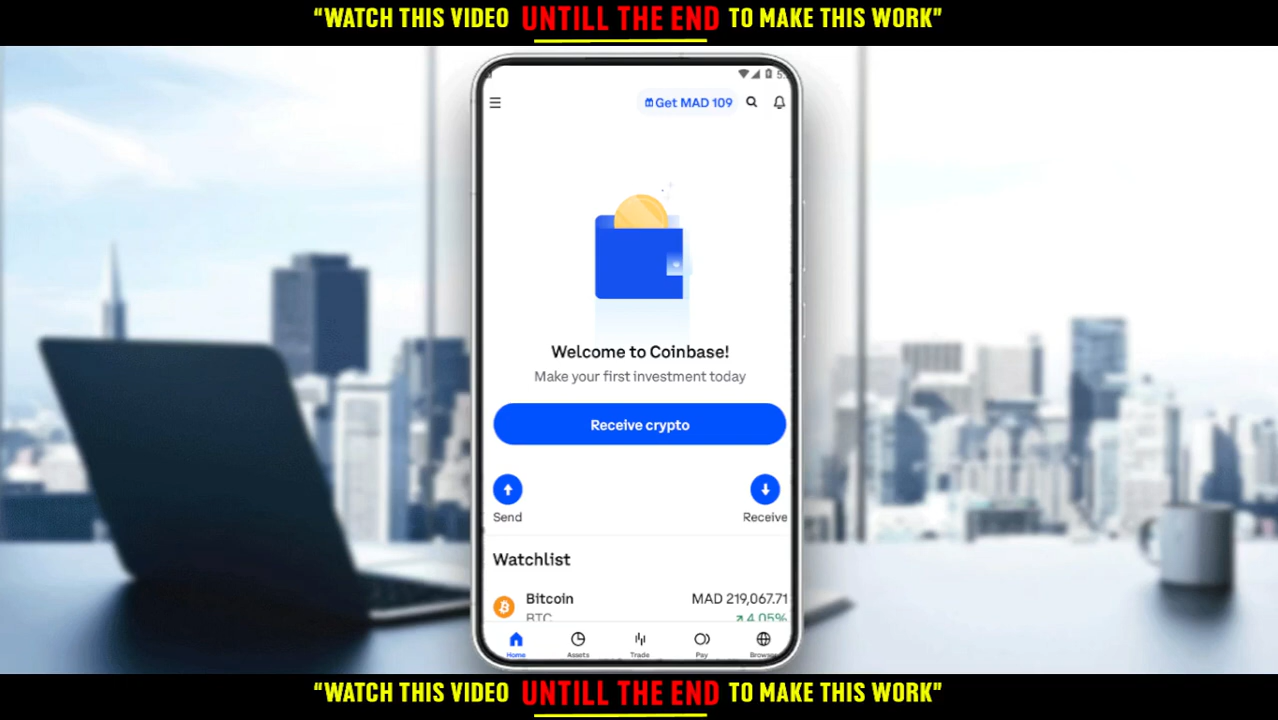 “WATCH THIS VIDEO UNTILL THE END TO MAKE THIS WORK”
Get MAD 109
Welcome to Coinbase!
Make your first investment today
Receive crypto
Send
Receive
Watchlist
Bitcoin
MAD 219,067.71
BTC
↗ 4.05%
Home
Assets
Trade
Pay
“WATCH THIS VIDEO UNTILL THE END TO MAKE THIS WORK”